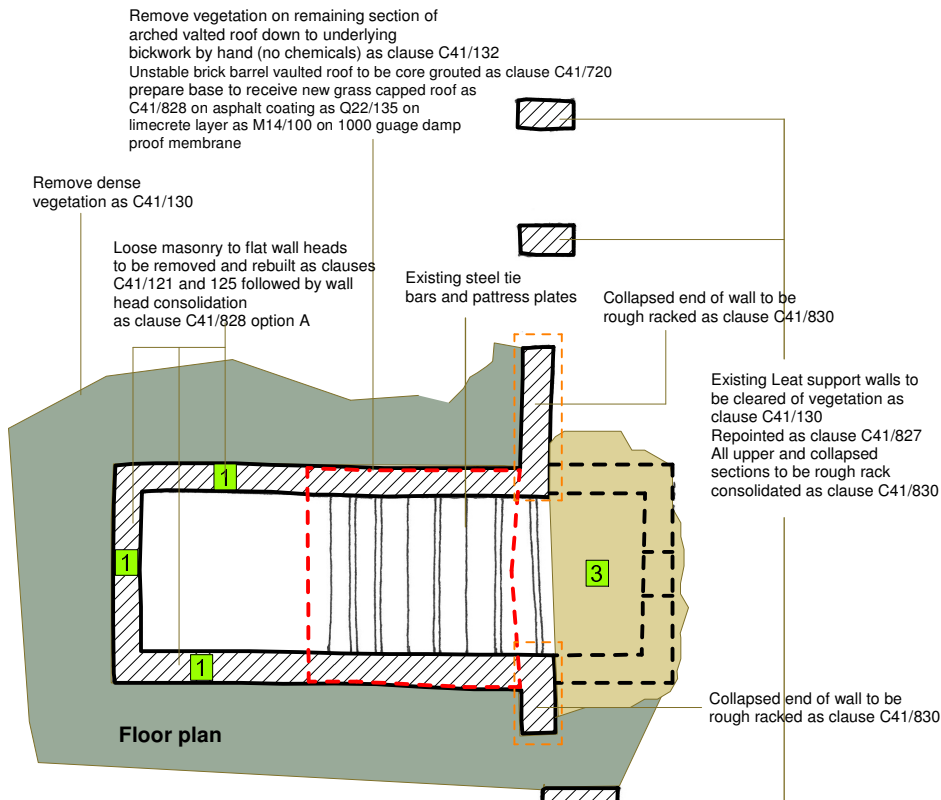 Remove vegetation on remaining section of
arched valted roof down to underlying
bickwork by hand (no chemicals) as clause C41/132
Unstable brick barrel vaulted roof to be core grouted as clause C41/720
prepare base to receive new grass capped roof as
C41/828 on asphalt coating as Q22/135 on
limecrete layer as M14/100 on 1000 guage damp
proof membrane
Remove dense
vegetation as C41/130
Loose masonry to flat wall heads
to be removed and rebuilt as clauses
C41/121 and 125 followed by wall
head consolidation
as clause C41/828 option A
Existing steel tie
bars and pattress plates
Collapsed end of wall to be
rough racked as clause C41/830
Existing Leat support walls to
be cleared of vegetation as
clause C41/130
Repointed as clause C41/827
All upper and collapsed
sections to be rough rack
consolidated as clause C41/830
1
1
3
1
Collapsed end of wall to be
rough racked as clause C41/830
Floor plan